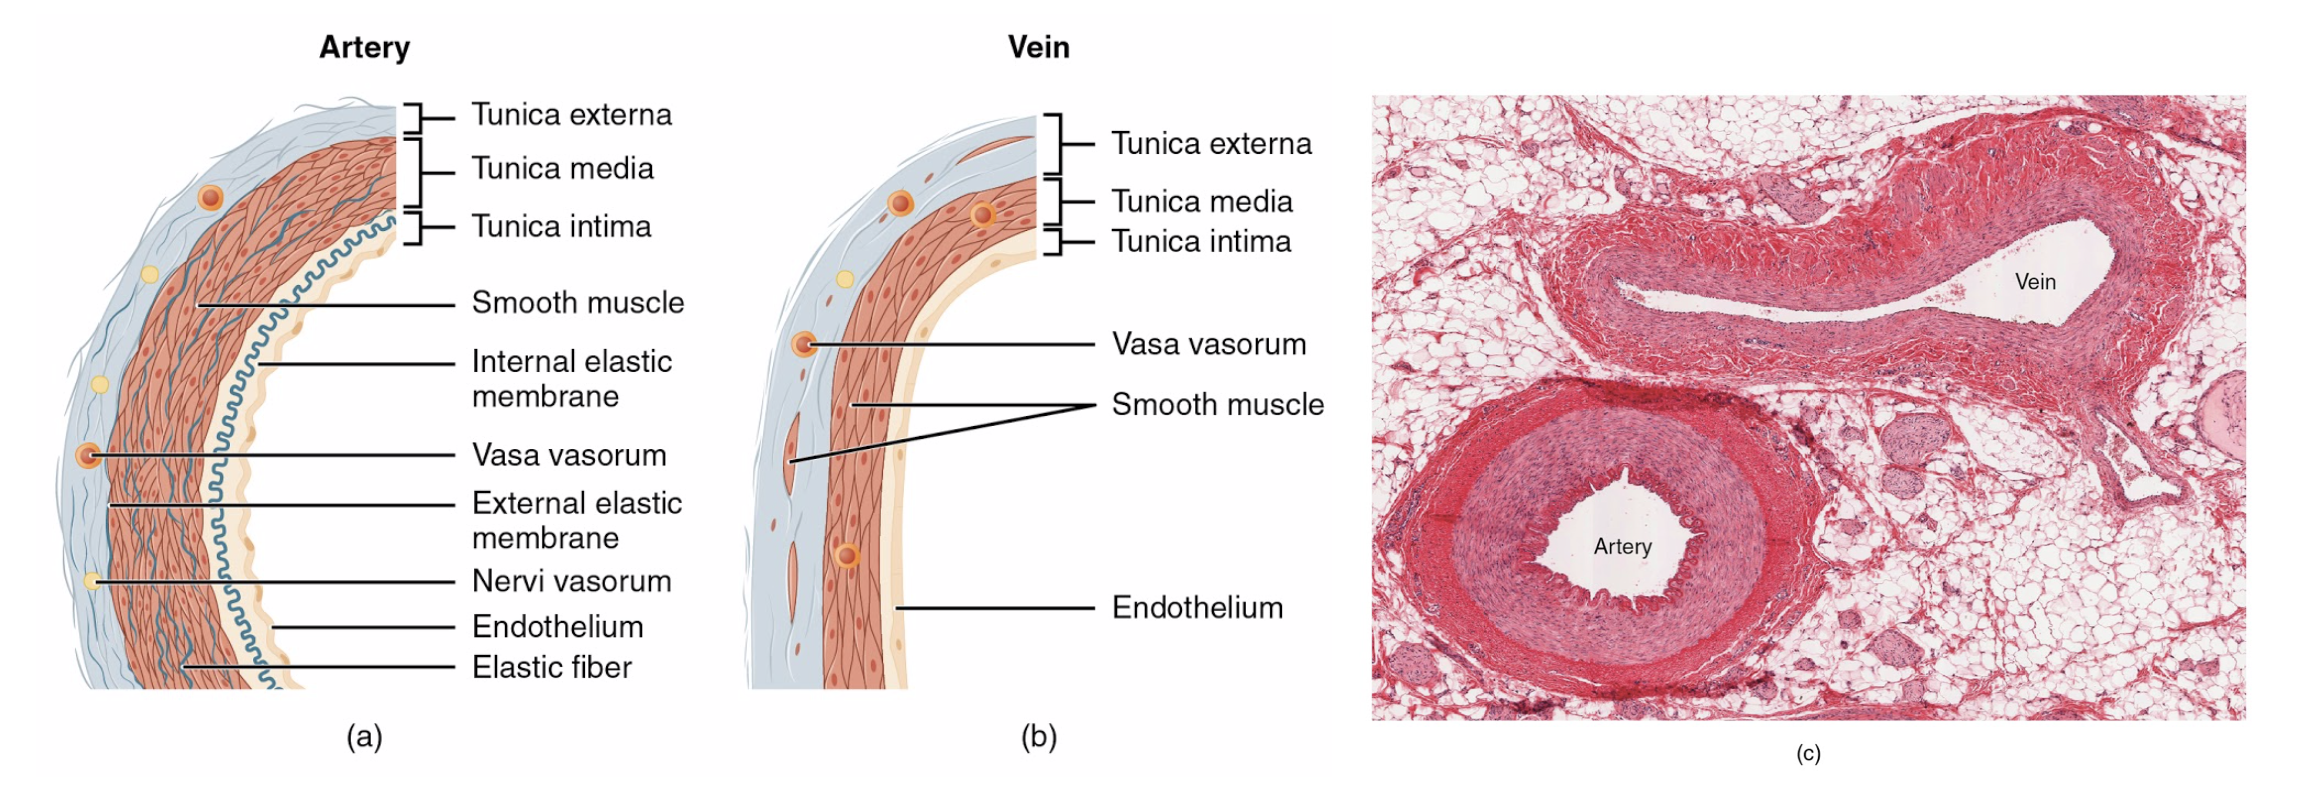 Artery
Tunica externa
Tunica media
Tunica intima
Smooth muscle
Internal elastic
membrane
Vasa vasorum
External elastic
membrane
Nervi vasorum
Endothelium
Elastic fiber
(a)
Vein
Tunica externa
Tunica media
Tunica intima
Vasa vasorum
Smooth muscle
Endothelium
(b)
Vein
Artery
(c)